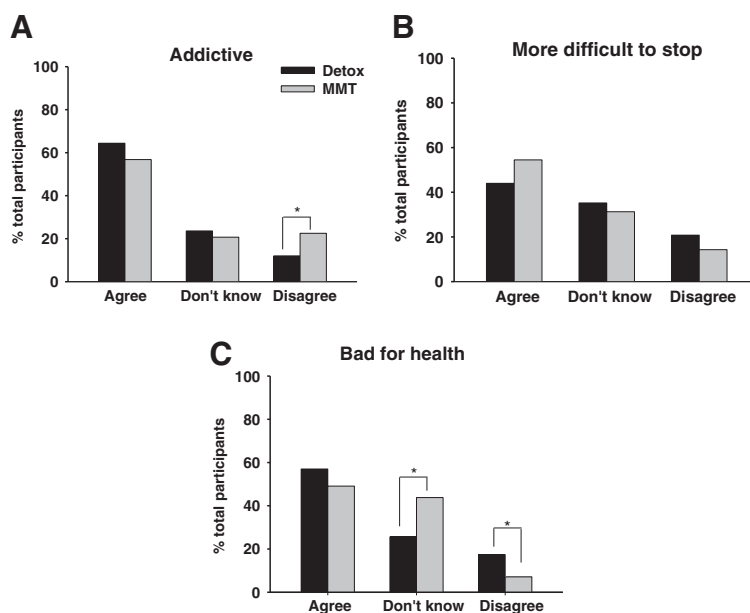 A
Addictive
Detox
MMT
% total participants
100
80
60
40
20
0
*
Agree Don't know Disagree
B
More difficult to stop
% total participants
100
80
60
40
20
0
Agree Don't know Disagree
C
Bad for health
% total participants
100
80
60
40
20
0
*
*
Agree Don't know Disagree